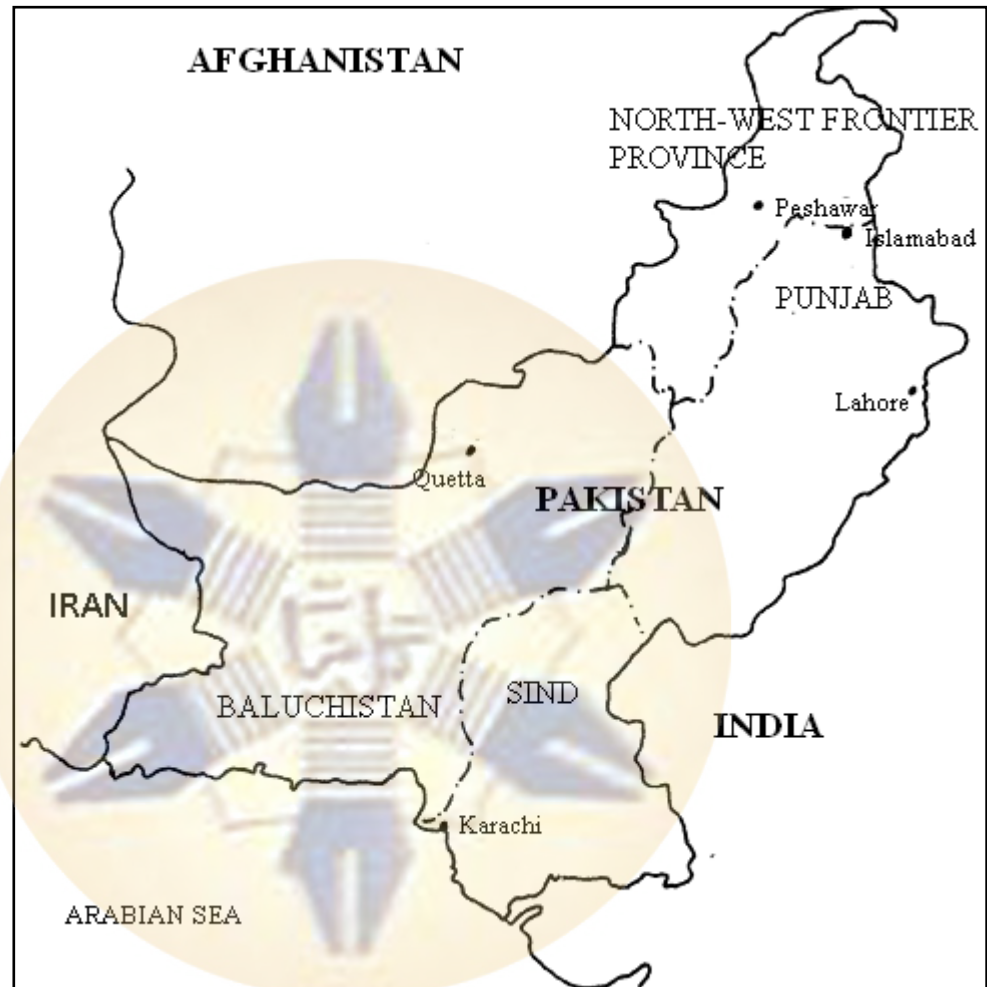 AFGHANISTAN
NORTH-WEST FRONTIER
PROVINCE
Peshawar
Islamabad
PUNJAB
Lahore
Quetta
PAKISTAN
IRAN
BALUCHISTAN
SIND
INDIA
Karachi
ARABIAN SEA